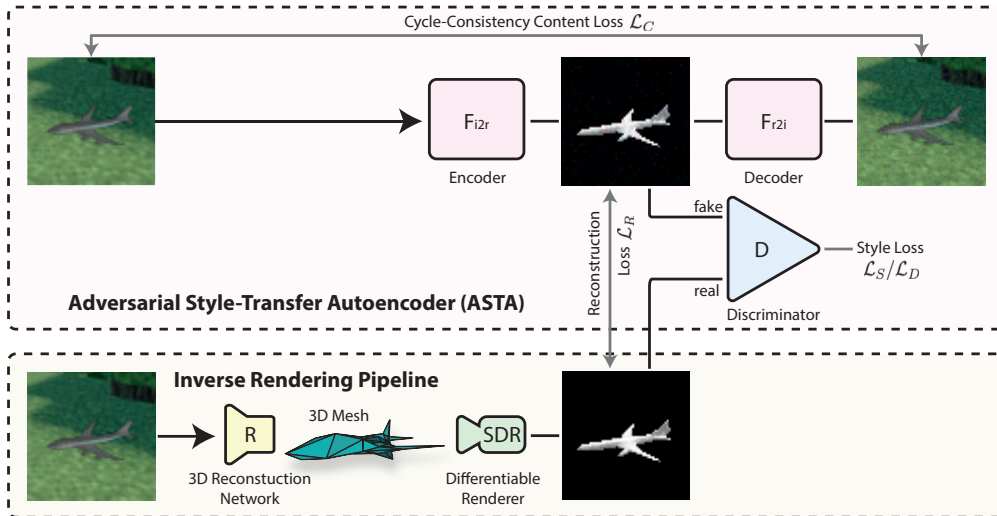 Cycle-Consistency Content Loss ℒ_C
F_i2r
Encoder
F_r2i
Decoder
fake
D
real
Discriminator
Style Loss
ℒ_S/ℒ_D
Reconstruction
Loss ℒ_R
Adversarial Style-Transfer Autoencoder (ASTA)
Inverse Rendering Pipeline
R
3D Reconstuction
Network
3D Mesh
SDR
Differentiable
Renderer